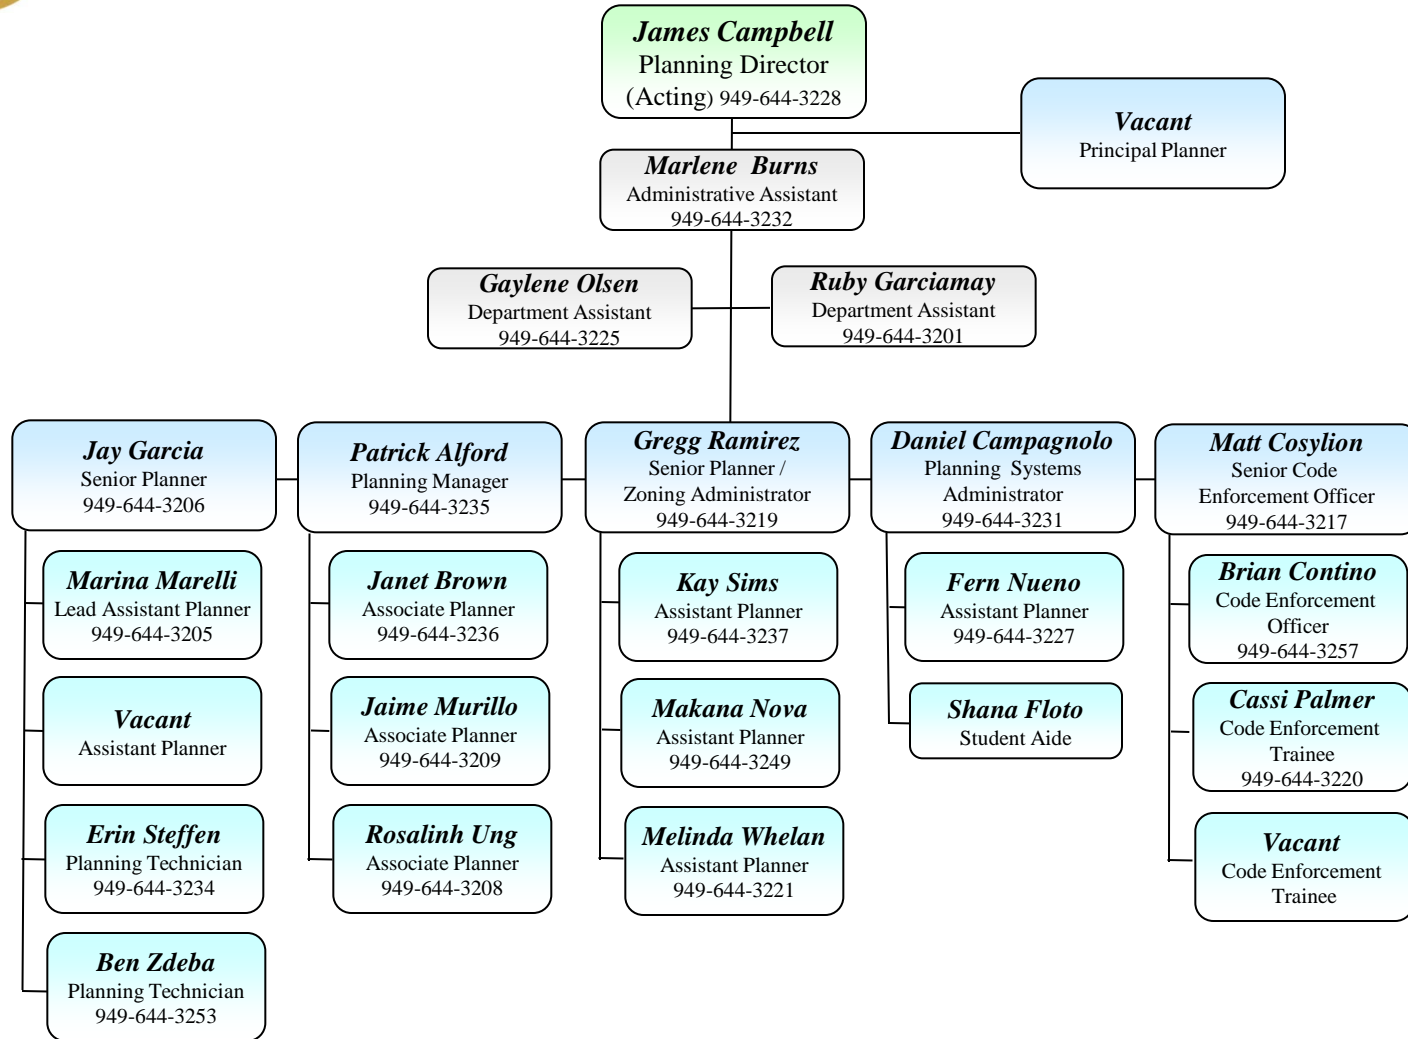 James Campbell
Planning Director
(Acting) 949-644-3228
Vacant
Principal Planner
Marlene Burns
Administrative Assistant
949-644-3232
Gaylene Olsen
Department Assistant
949-644-3225
Ruby Garciamay
Department Assistant
949-644-3201
Jay Garcia
Senior Planner
949-644-3206
Patrick Alford
Planning Manager
949-644-3235
Gregg Ramirez
Senior Planner /
Zoning Administrator
949-644-3219
Daniel Campagnolo
Planning Systems
Administrator
949-644-3231
Matt Cosylion
Senior Code
Enforcement Officer
949-644-3217
Marina Marelli
Lead Assistant Planner
949-644-3205
Vacant
Assistant Planner
Erin Steffen
Planning Technician
949-644-3234
Ben Zdeba
Planning Technician
949-644-3253
Janet Brown
Associate Planner
949-644-3236
Jaime Murillo
Associate Planner
949-644-3209
Rosalinh Ung
Associate Planner
949-644-3208
Kay Sims
Assistant Planner
949-644-3237
Makana Nova
Assistant Planner
949-644-3249
Melinda Whelan
Assistant Planner
949-644-3221
Fern Nueno
Assistant Planner
949-644-3227
Shana Floto
Student Aide
Brian Contino
Code Enforcement
Officer
949-644-3257
Cassi Palmer
Code Enforcement
Trainee
949-644-3220
Vacant
Code Enforcement
Trainee